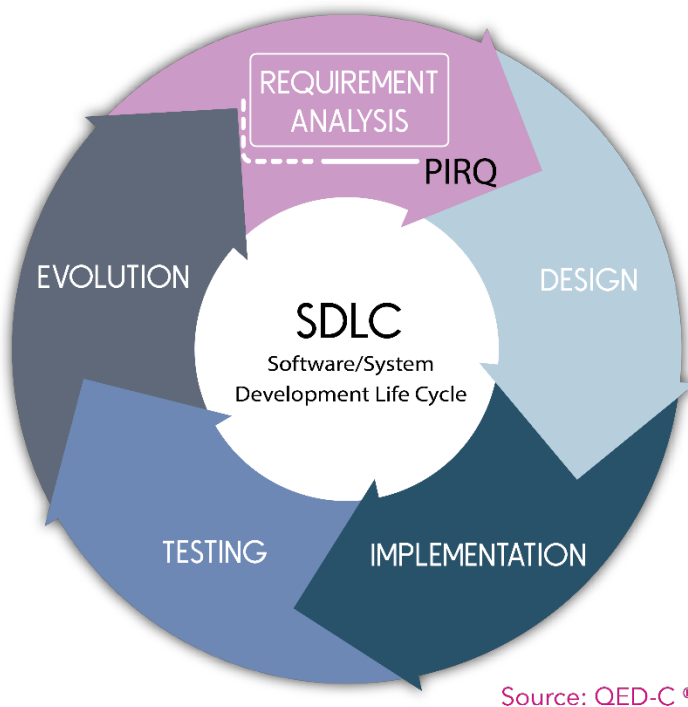 REQUIREMENT
ANALYSIS
PIRQ
EVOLUTION
DESIGN
SDLC
Software/System
Development Life Cycle
TESTING
IMPLEMENTATION
Source: QED-C ®